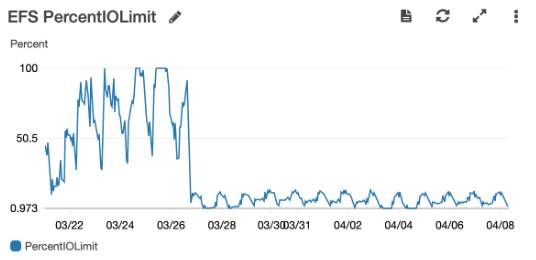 EFS PercentIOLimit
Percent
100
50.5
0.973
03/22 03/24 03/26 03/28 03/30 03/31 04/02 04/04 04/06 04/08
PercentIOLimit